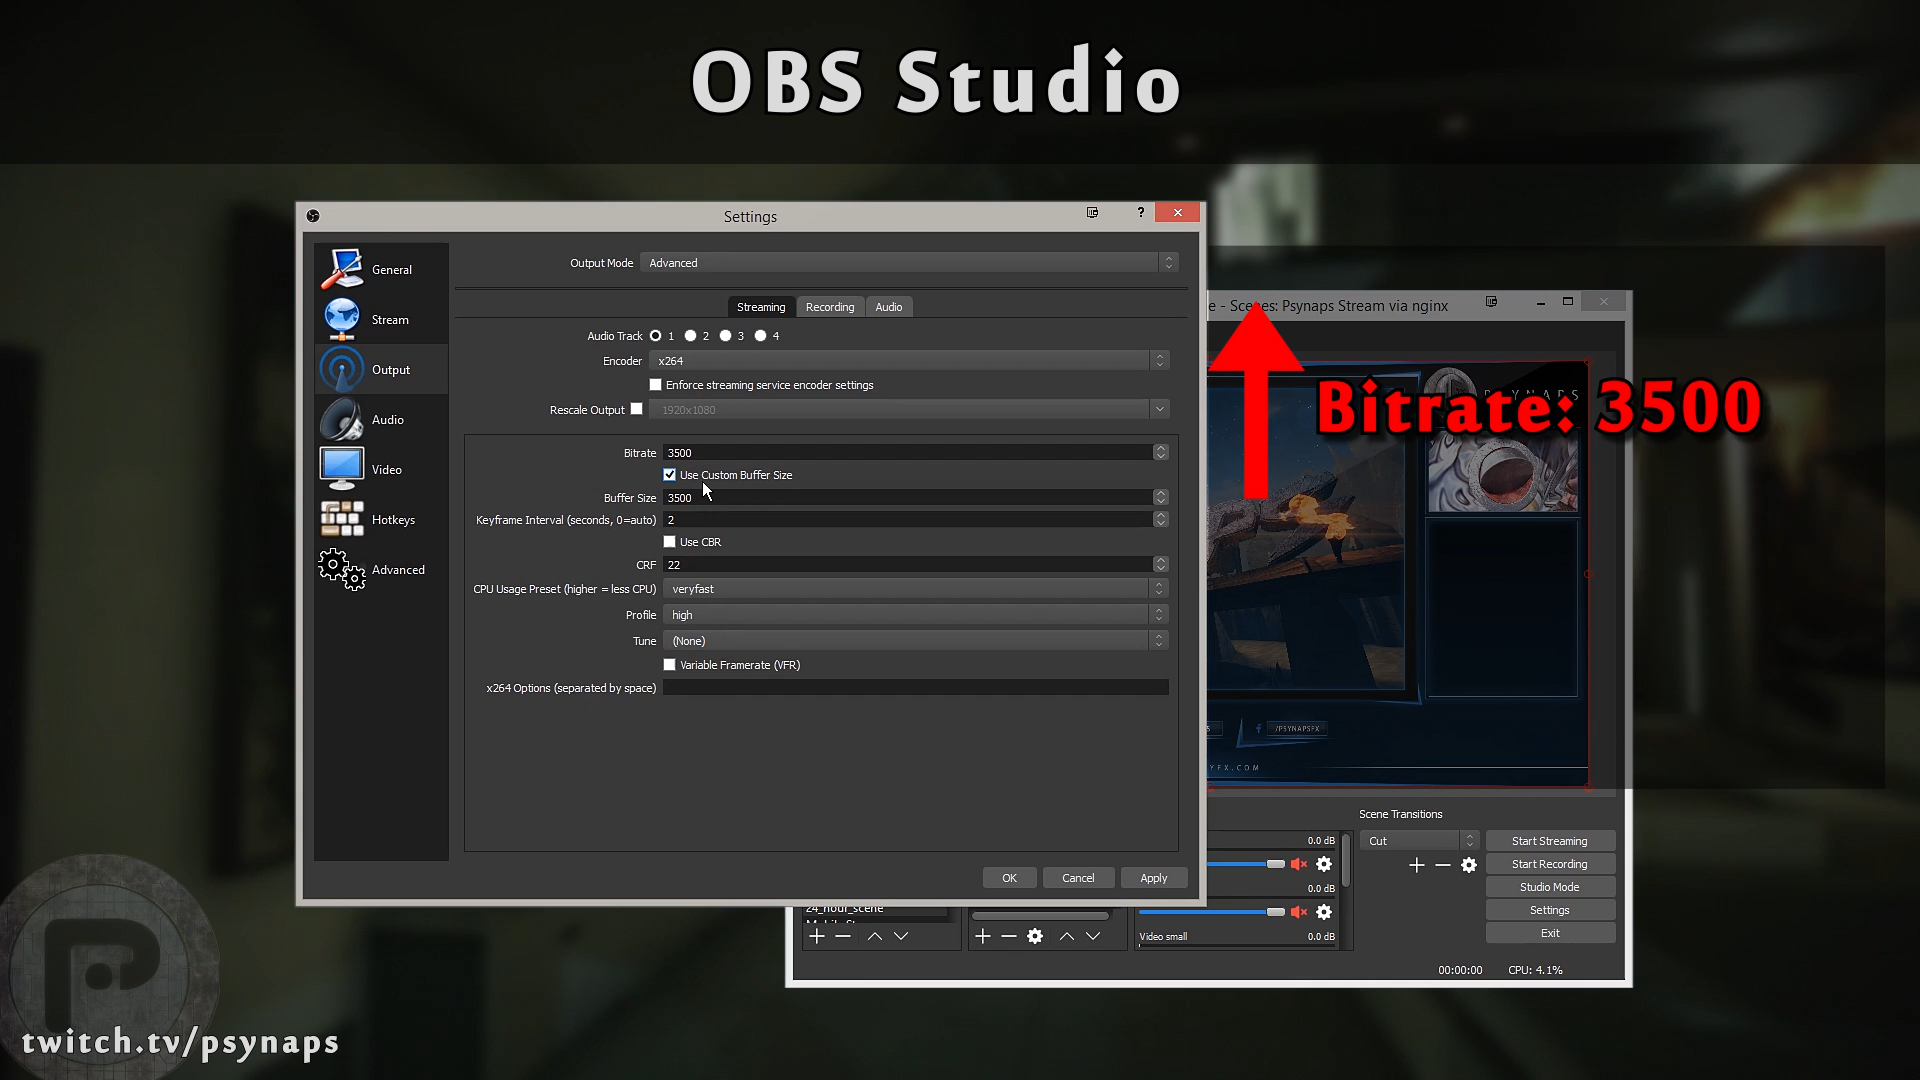 OBS Studio
Settings
?
General
Stream
Output
Audio
Video
Hotkeys
Advanced
Output Mode Advanced
Streaming Recording Audio
Audio Track 1 2 3 4
Encoder x264
Enforce streaming service encoder settings
Rescale Output 1920x1080
Bitrate 3500
Use Custom Buffer Size
Buffer Size 3500
Keyframe Interval (seconds, 0=auto) 2
Use CBR
CRF 22
CPU Usage Preset (higher = less CPU) veryfast
Profile high
Tune (None)
Variable Framerate (VFR)
x264 Options (separated by space)
OK Cancel Apply
e - Scenes: Psynaps Stream via nginx
Bitrate: 3500
PSYNAPS
/PSYNAPSFX
YFX.COM
24_hour_scene
0.0 dB
0.0 dB
Video small 0.0 dB
Scene Transitions
Cut
Start Streaming
Start Recording
Studio Mode
Settings
Exit
00:00:00 CPU: 4.1%
twitch.tv/psynaps